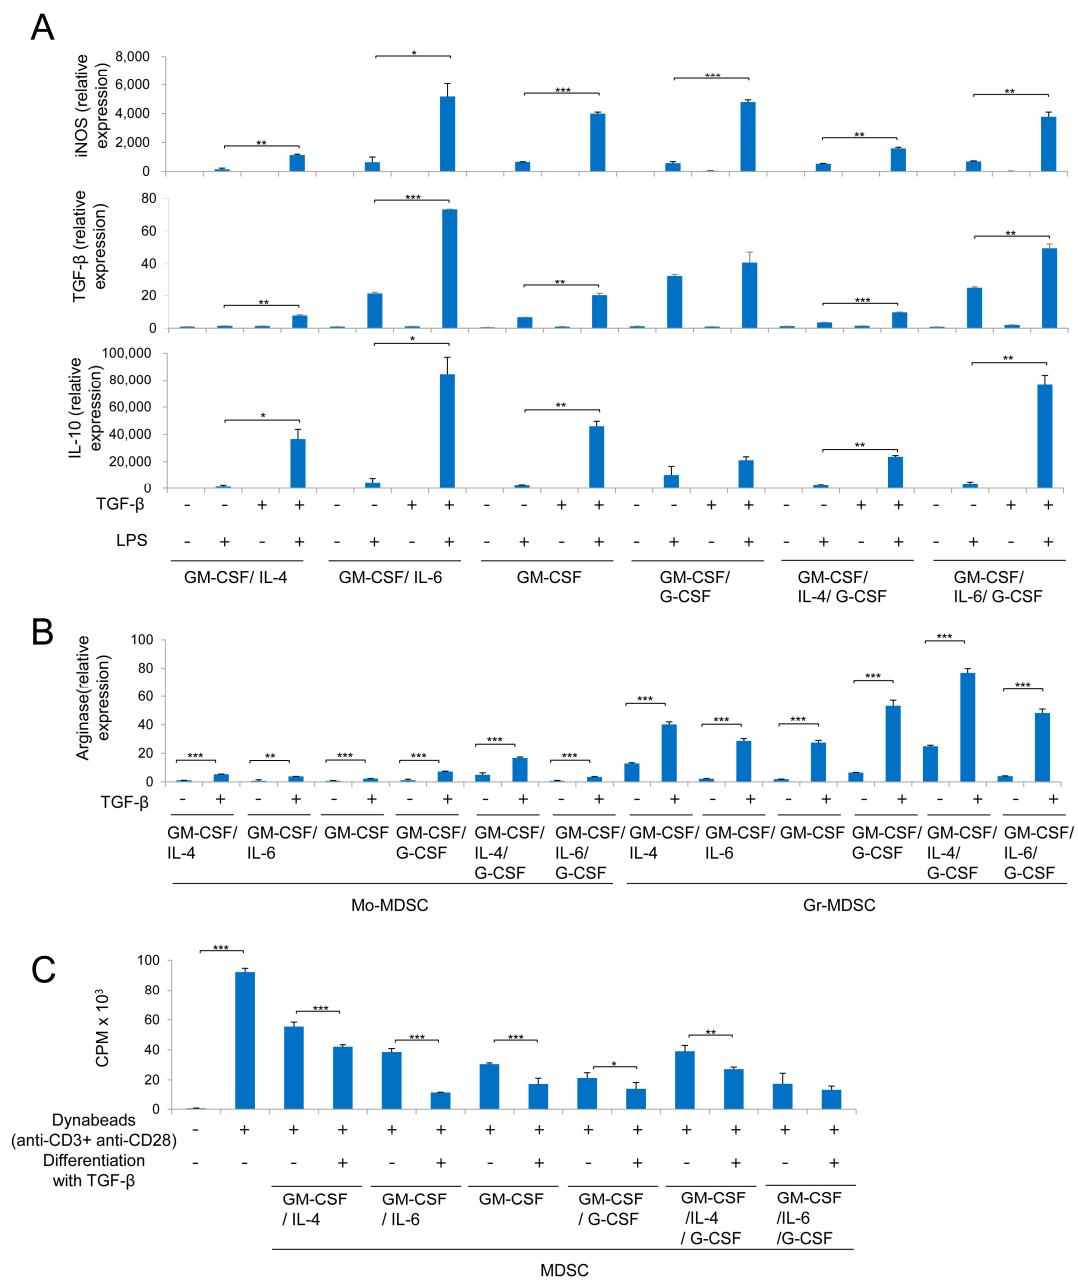 A
iNOS (relative
expression)
8,000
6,000
4,000
2,000
0
**
*
***
***
**
**
TGF-β (relative
expression)
80
60
40
20
0
**
***
**
***
**
IL-10 (relative
expression)
100,000
80,000
60,000
40,000
20,000
0
*
*
**
**
**
TGF-β - - + + - - + + - - + + - - + + - - + + - - + +
LPS - + - + - + - + - + - + - + - + - + - + - + - +
GM-CSF/ IL-4 GM-CSF/ IL-6 GM-CSF GM-CSF/ GM-CSF/ GM-CSF/
G-CSF IL-4/ G-CSF IL-6/ G-CSF
B
Arginase(relative
expression)
100
80
60
40
20
0
*** ** *** *** *** *** *** *** *** *** *** ***
TGF-β - + - + - + - + - + - + - + - + - + - + - + - +
GM-CSF/ GM-CSF/ GM-CSF GM-CSF/ GM-CSF/ GM-CSF/ GM-CSF/ GM-CSF/ GM-CSF GM-CSF/ GM-CSF/ GM-CSF/
IL-4 IL-6 G-CSF IL-4/ IL-6/ IL-4 IL-6 G-CSF IL-4/ IL-6/
G-CSF G-CSF G-CSF G-CSF
Mo-MDSC Gr-MDSC
C
CPM x 10³
100
80
60
40
20
0
*** *** *** *** * **
Dynabeads
(anti-CD3+ anti-CD28) - + + + + + + + + + + + + +
Differentiation
with TGF-β - - - + - + - + - + - + - +
GM-CSF GM-CSF GM-CSF GM-CSF GM-CSF GM-CSF
/ IL-4 / IL-6 / G-CSF /IL-4 /IL-6
/ G-CSF /G-CSF
MDSC